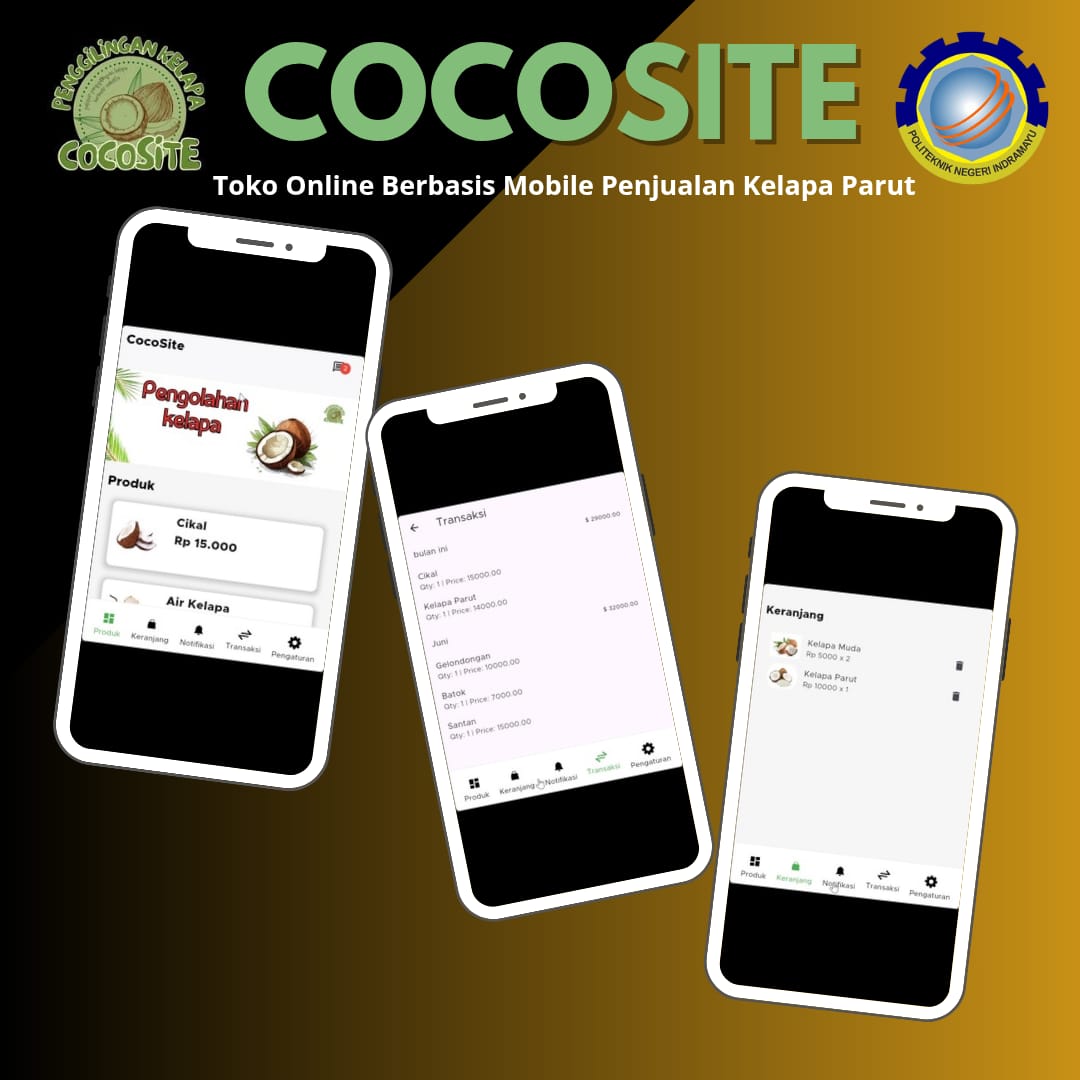 PENGGILINGAN KELAPA
COCOSiTE
COCOSITE
POLITEKNIK NEGERI INDRAMAYU
Toko Online Berbasis Mobile Penjualan Kelapa Parut
CocoSite
2
Pengolahan
kelapa
Produk
Cikal
Rp 15.000
Air Kelapa
Produk
Keranjang
Notifikasi
Transaksi
Pengaturan
Transaksi
bulan ini
$ 29000.00
Cikal
Qty: 1 | Price: 15000.00
Kelapa Parut
Qty: 1 | Price: 14000.00
Juni
$ 32000.00
Gelondongan
Qty: 1 | Price: 10000.00
Batok
Qty: 1 | Price: 7000.00
Santan
Qty: 1 | Price: 15000.00
Produk
Keranjang
Notifikasi
Transaksi
Pengaturan
Keranjang
Kelapa Muda
Rp 5000 x 2
Kelapa Parut
Rp 10000 x 1
Produk
Keranjang
Notifikasi
Transaksi
Pengaturan